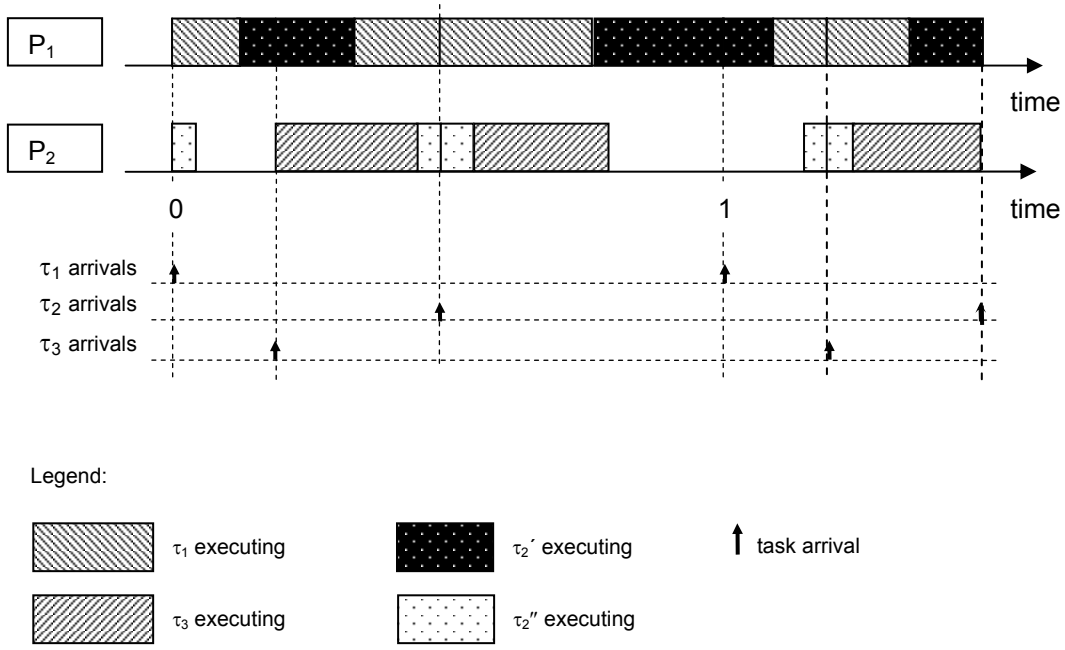 P₁
time
P₂
0
1
time
τ₁ arrivals
τ₂ arrivals
τ₃ arrivals
Legend:
τ₁ executing
τ₂′ executing
task arrival
τ₃ executing
τ₂″ executing